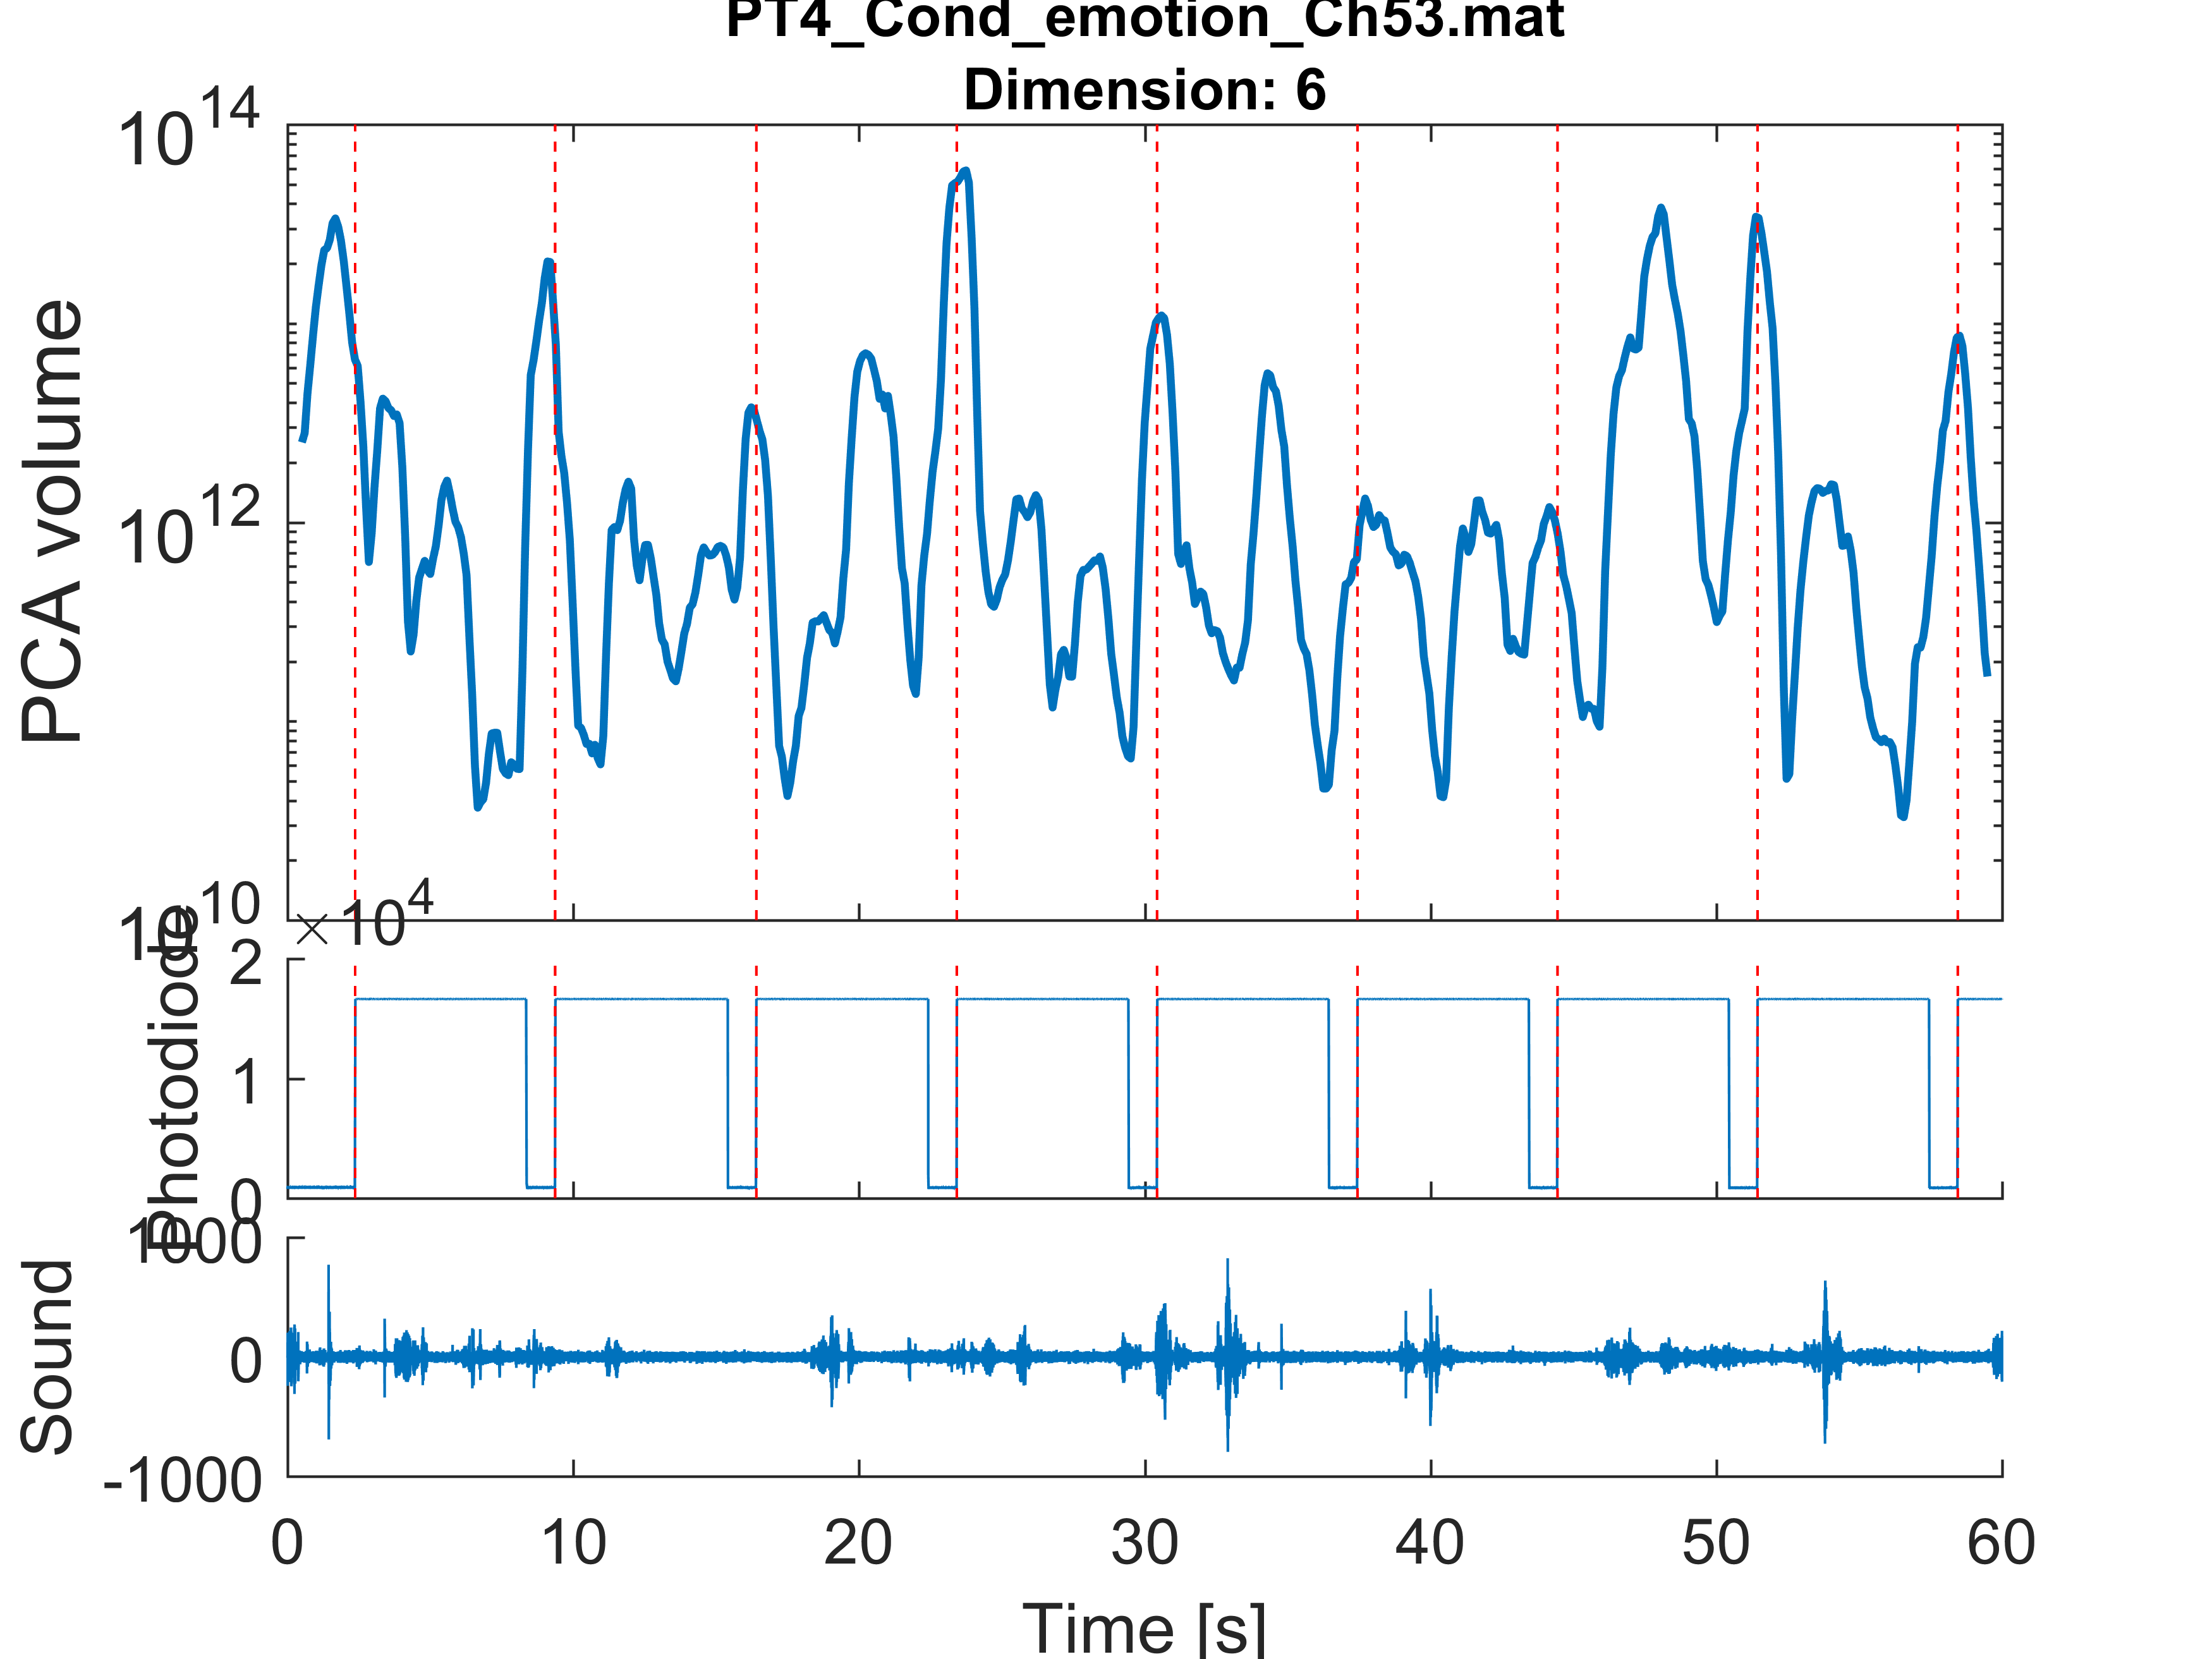 PT4_Cond_emotion_Ch53.mat
Dimension: 6
10^14
10^12
10^10
PCA volume
×10^4
2
1
0
Photodiode
1000
0
-1000
Sound
0 10 20 30 40 50 60
Time [s]